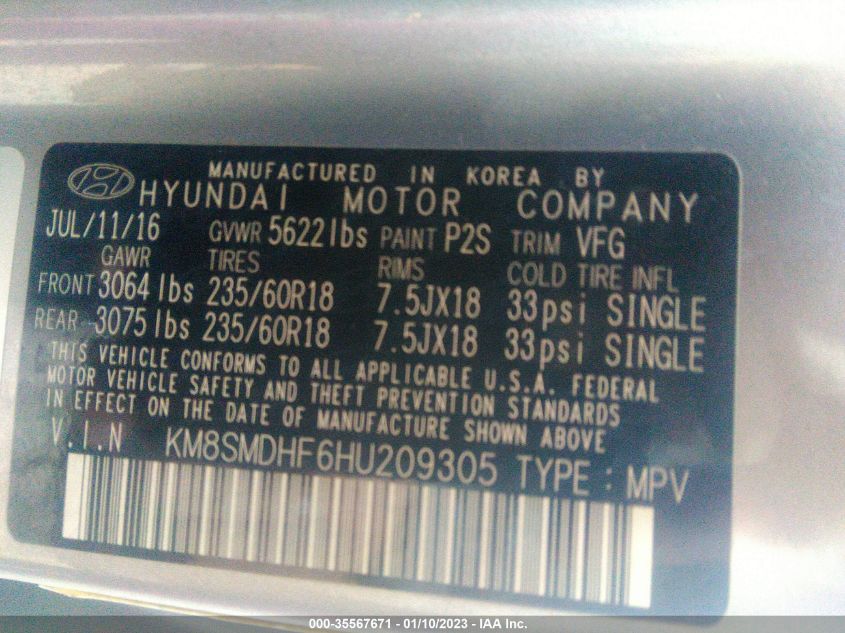 MANUFACTURED IN KOREA BY
HYUNDAI MOTOR COMPANY
JUL/11/16 GVWR 5622lbs PAINT P2S TRIM VFG
GAWR TIRES RIMS COLD TIRE INFL
FRONT 3064 lbs 235/60R18 7.5JX18 33psi SINGLE
REAR 3075 lbs 235/60R18 7.5JX18 33psi SINGLE
THIS VEHICLE CONFORMS TO ALL APPLICABLE U.S.A. FEDERAL
MOTOR VEHICLE SAFETY AND THEFT PREVENTION STANDARDS
IN EFFECT ON THE DATE OF MANUFACTURE SHOWN ABOVE
V.I.N KM8SMDHF6HU209305 TYPE : MPV
000-35567671 - 01/10/2023 - IAA Inc.